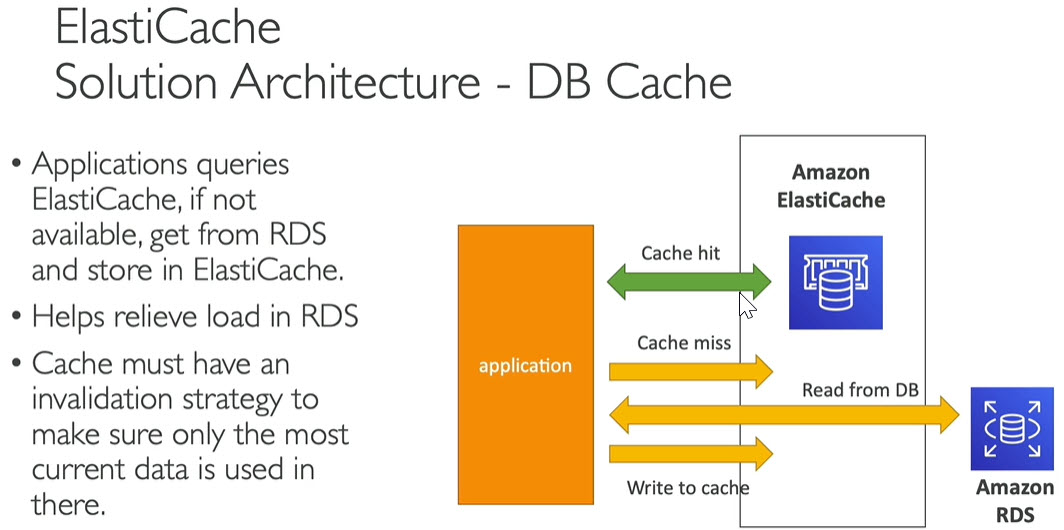 ElastiCache
Solution Architecture - DB Cache
• Applications queries
ElastiCache, if not
available, get from RDS
and store in ElastiCache.
• Helps relieve load in RDS
• Cache must have an
invalidation strategy to
make sure only the most
current data is used in
there.
application
Cache hit
Cache miss
Read from DB
Write to cache
Amazon
ElastiCache
Amazon
RDS